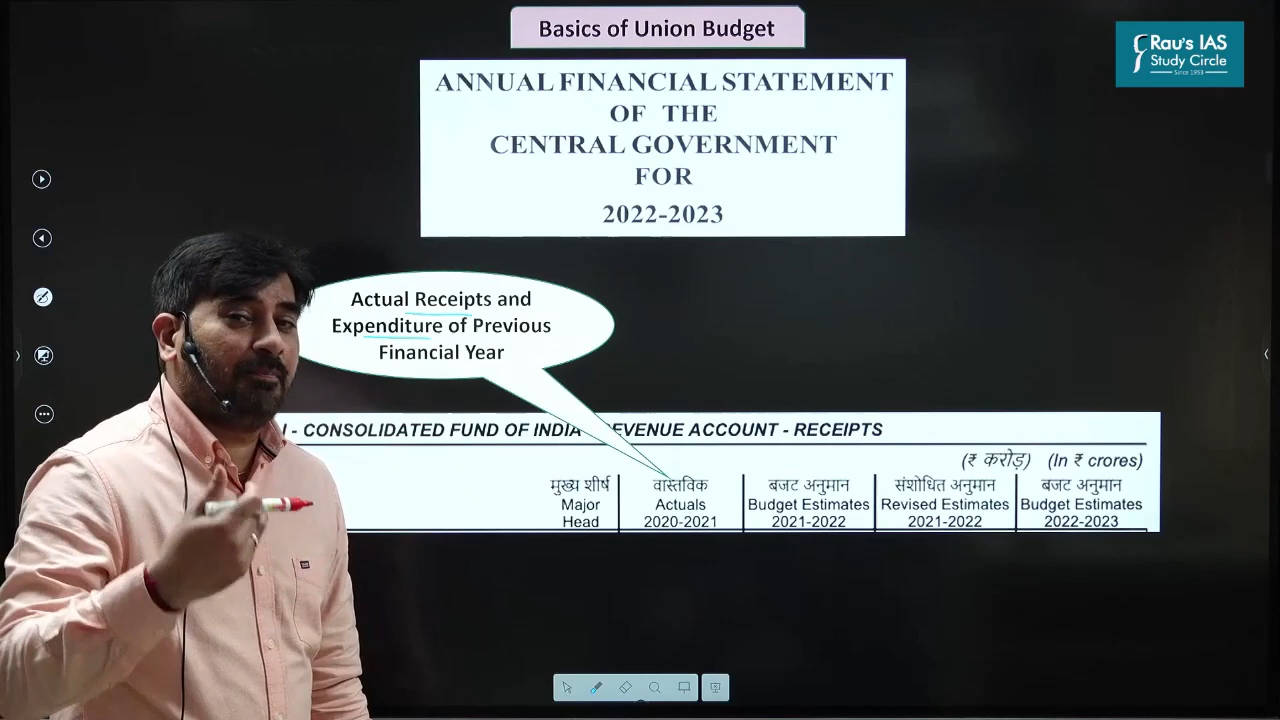 Basics of Union Budget
Rau's IAS
Study Circle
Since 1953
ANNUAL FINANCIAL STATEMENT
OF THE
CENTRAL GOVERNMENT
FOR
2022-2023
Actual Receipts and
Expenditure of Previous
Financial Year
- CONSOLIDATED FUND OF INDIA EVENUE ACCOUNT - RECEIPTS
(₹ करोड़) (In ₹ crores)
मुख्य शीर्ष वास्तविक बजट अनुमान संशोधित अनुमान बजट अनुमान
Major Actuals Budget Estimates Revised Estimates Budget Estimates
Head 2020-2021 2021-2022 2021-2022 2022-2023